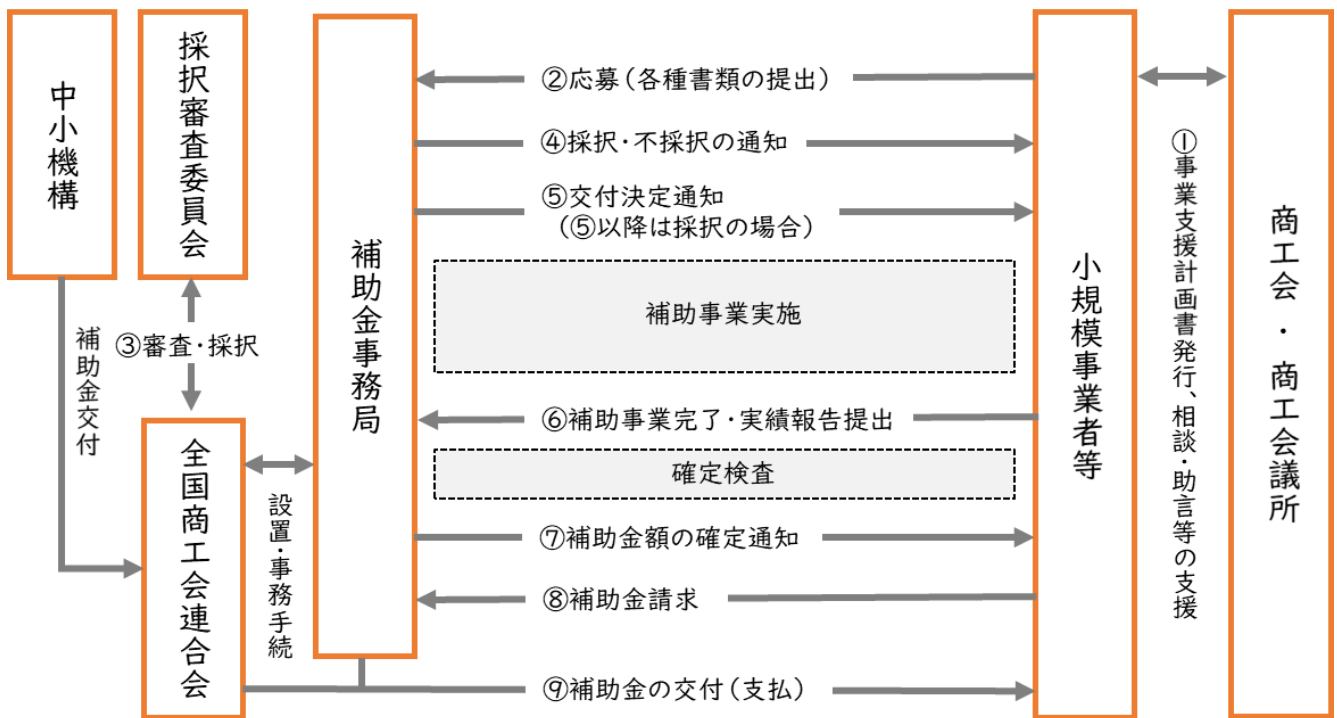 中小機構
採択審査委員会
補助金事務局
小規模事業者等
商工会・商工会議所
全国商工会連合会
①事業支援計画書発行、相談・助言等の支援
②応募（各種書類の提出）
③審査・採択
④採択・不採択の通知
⑤交付決定通知
（⑤以降は採択の場合）
補助事業実施
⑥補助事業完了・実績報告提出
確定検査
⑦補助金額の確定通知
⑧補助金請求
⑨補助金の交付（支払）
補助金交付
設置・事務手続